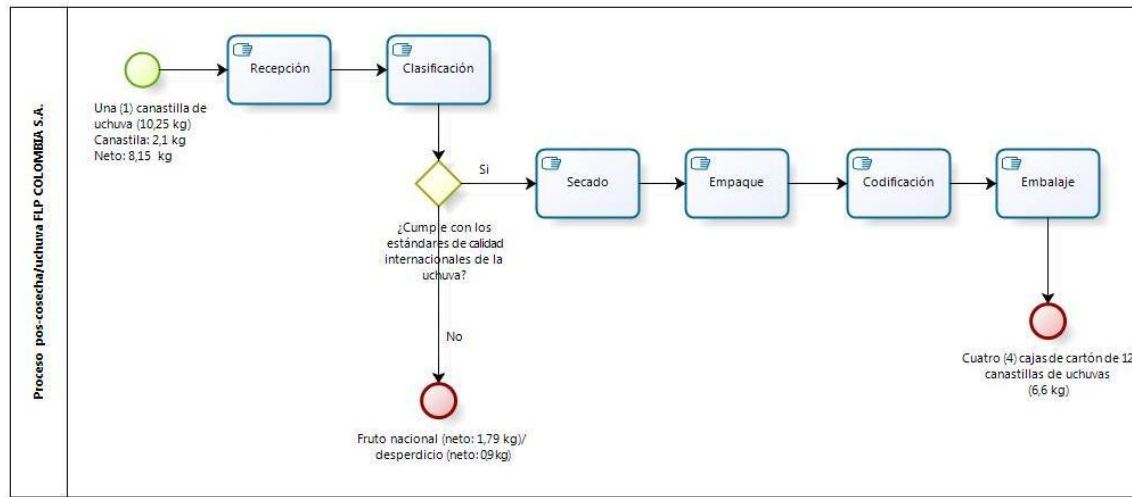 Proceso pos-cosecha/uchuva FLP COLOMBIA S.A.
Una (1) canastilla de
uchuva (10,25 kg)
Canastila: 2,1 kg
Neto: 8,15 kg
Recepción
Clasificación
¿Cumple con los
estándares de calidad
internacionales de la
uchuva?
Si
Secado
Empaque
Codificación
Embalaje
No
Fruto nacional (neto: 1,79 kg)/
desperdicio (neto: 0,9 kg)
Cuatro (4) cajas de cartón de 12
canastillas de uchuvas
(6,6 kg)